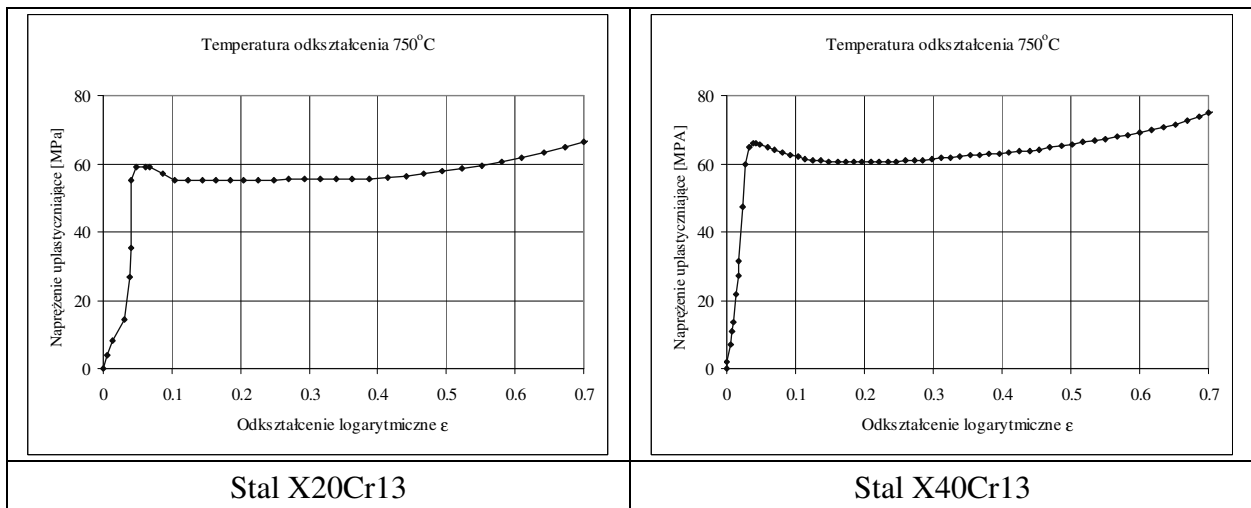 Temperatura odkształcenia 750°C
Naprężenie uplastyczniające [MPa]
80
60
40
20
0
0 0.1 0.2 0.3 0.4 0.5 0.6 0.7
Odkształcenie logarytmiczne ε
Stal X20Cr13
Temperatura odkształcenia 750°C
Naprężenie uplastyczniające [MPA]
80
60
40
20
0
0 0.1 0.2 0.3 0.4 0.5 0.6 0.7
Odkształcenie logarytmiczne ε
Stal X40Cr13